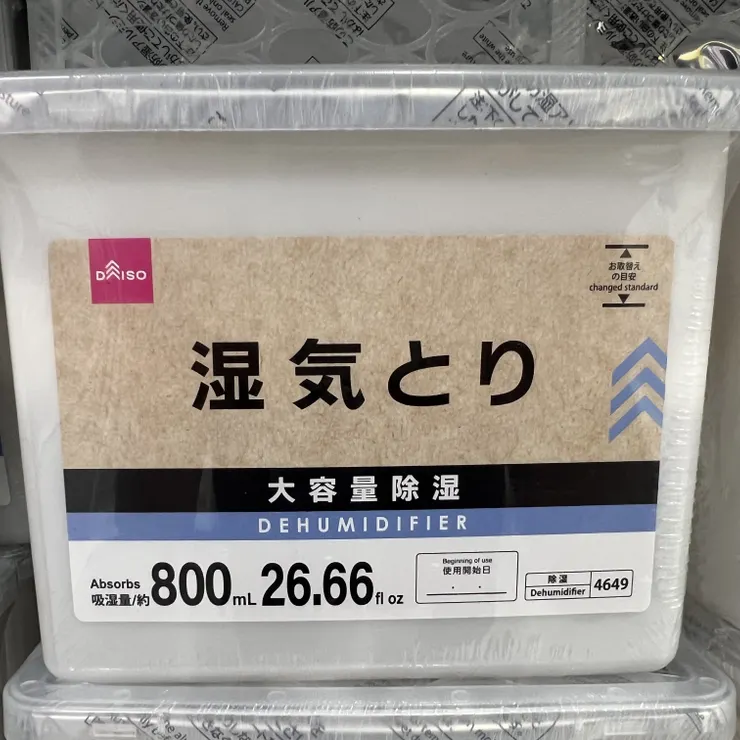 Remove the
DAISO
お取替え
の目安
changed standard
湿気とり
大容量除湿
DEHUMIDIFIER
Absorbs
吸湿量/約 800mL 26.66fl oz
Beginning of use
使用開始日
除湿
Dehumidifier
4649